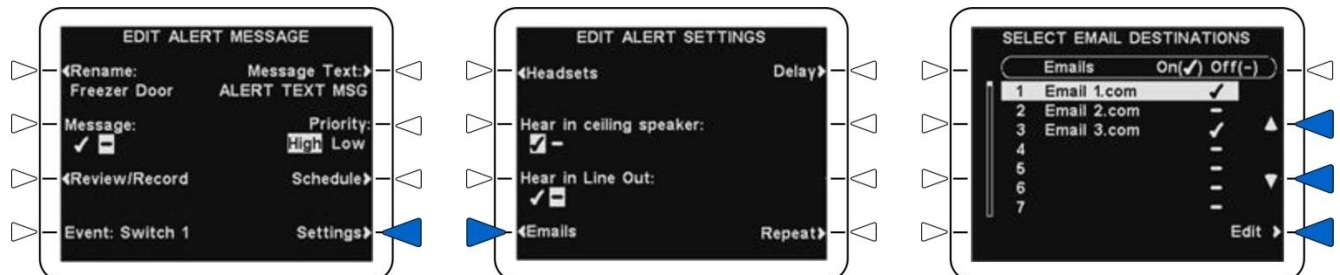 EDIT ALERT MESSAGE
◂Rename: Message Text:▸
Freezer Door ALERT TEXT MSG
Message: Priority:
✓ – High Low
◂Review/Record Schedule▸
Event: Switch 1 Settings▸
EDIT ALERT SETTINGS
◂Headsets Delay▸
Hear in ceiling speaker:
✓ –
Hear in Line Out:
✓ –
◂Emails Repeat▸
SELECT EMAIL DESTINATIONS
Emails On(✓) Off(-)
1 Email 1.com ✓
2 Email 2.com –
3 Email 3.com ✓
4 –
5 –
6 –
7 –
Edit ▸